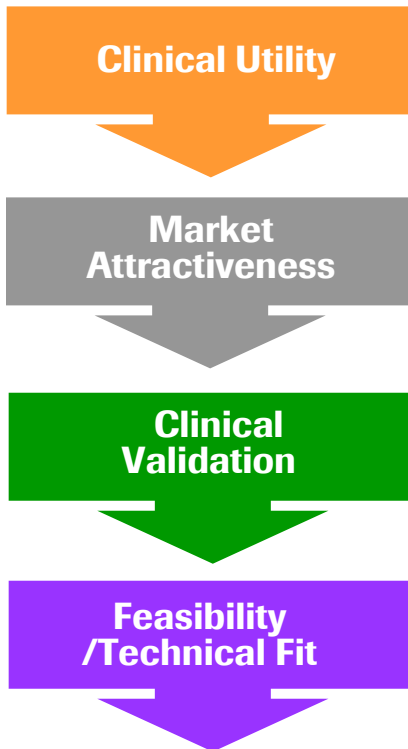 Clinical Utility
Market
Attractiveness
Clinical
Validation
Feasibility
/Technical Fit